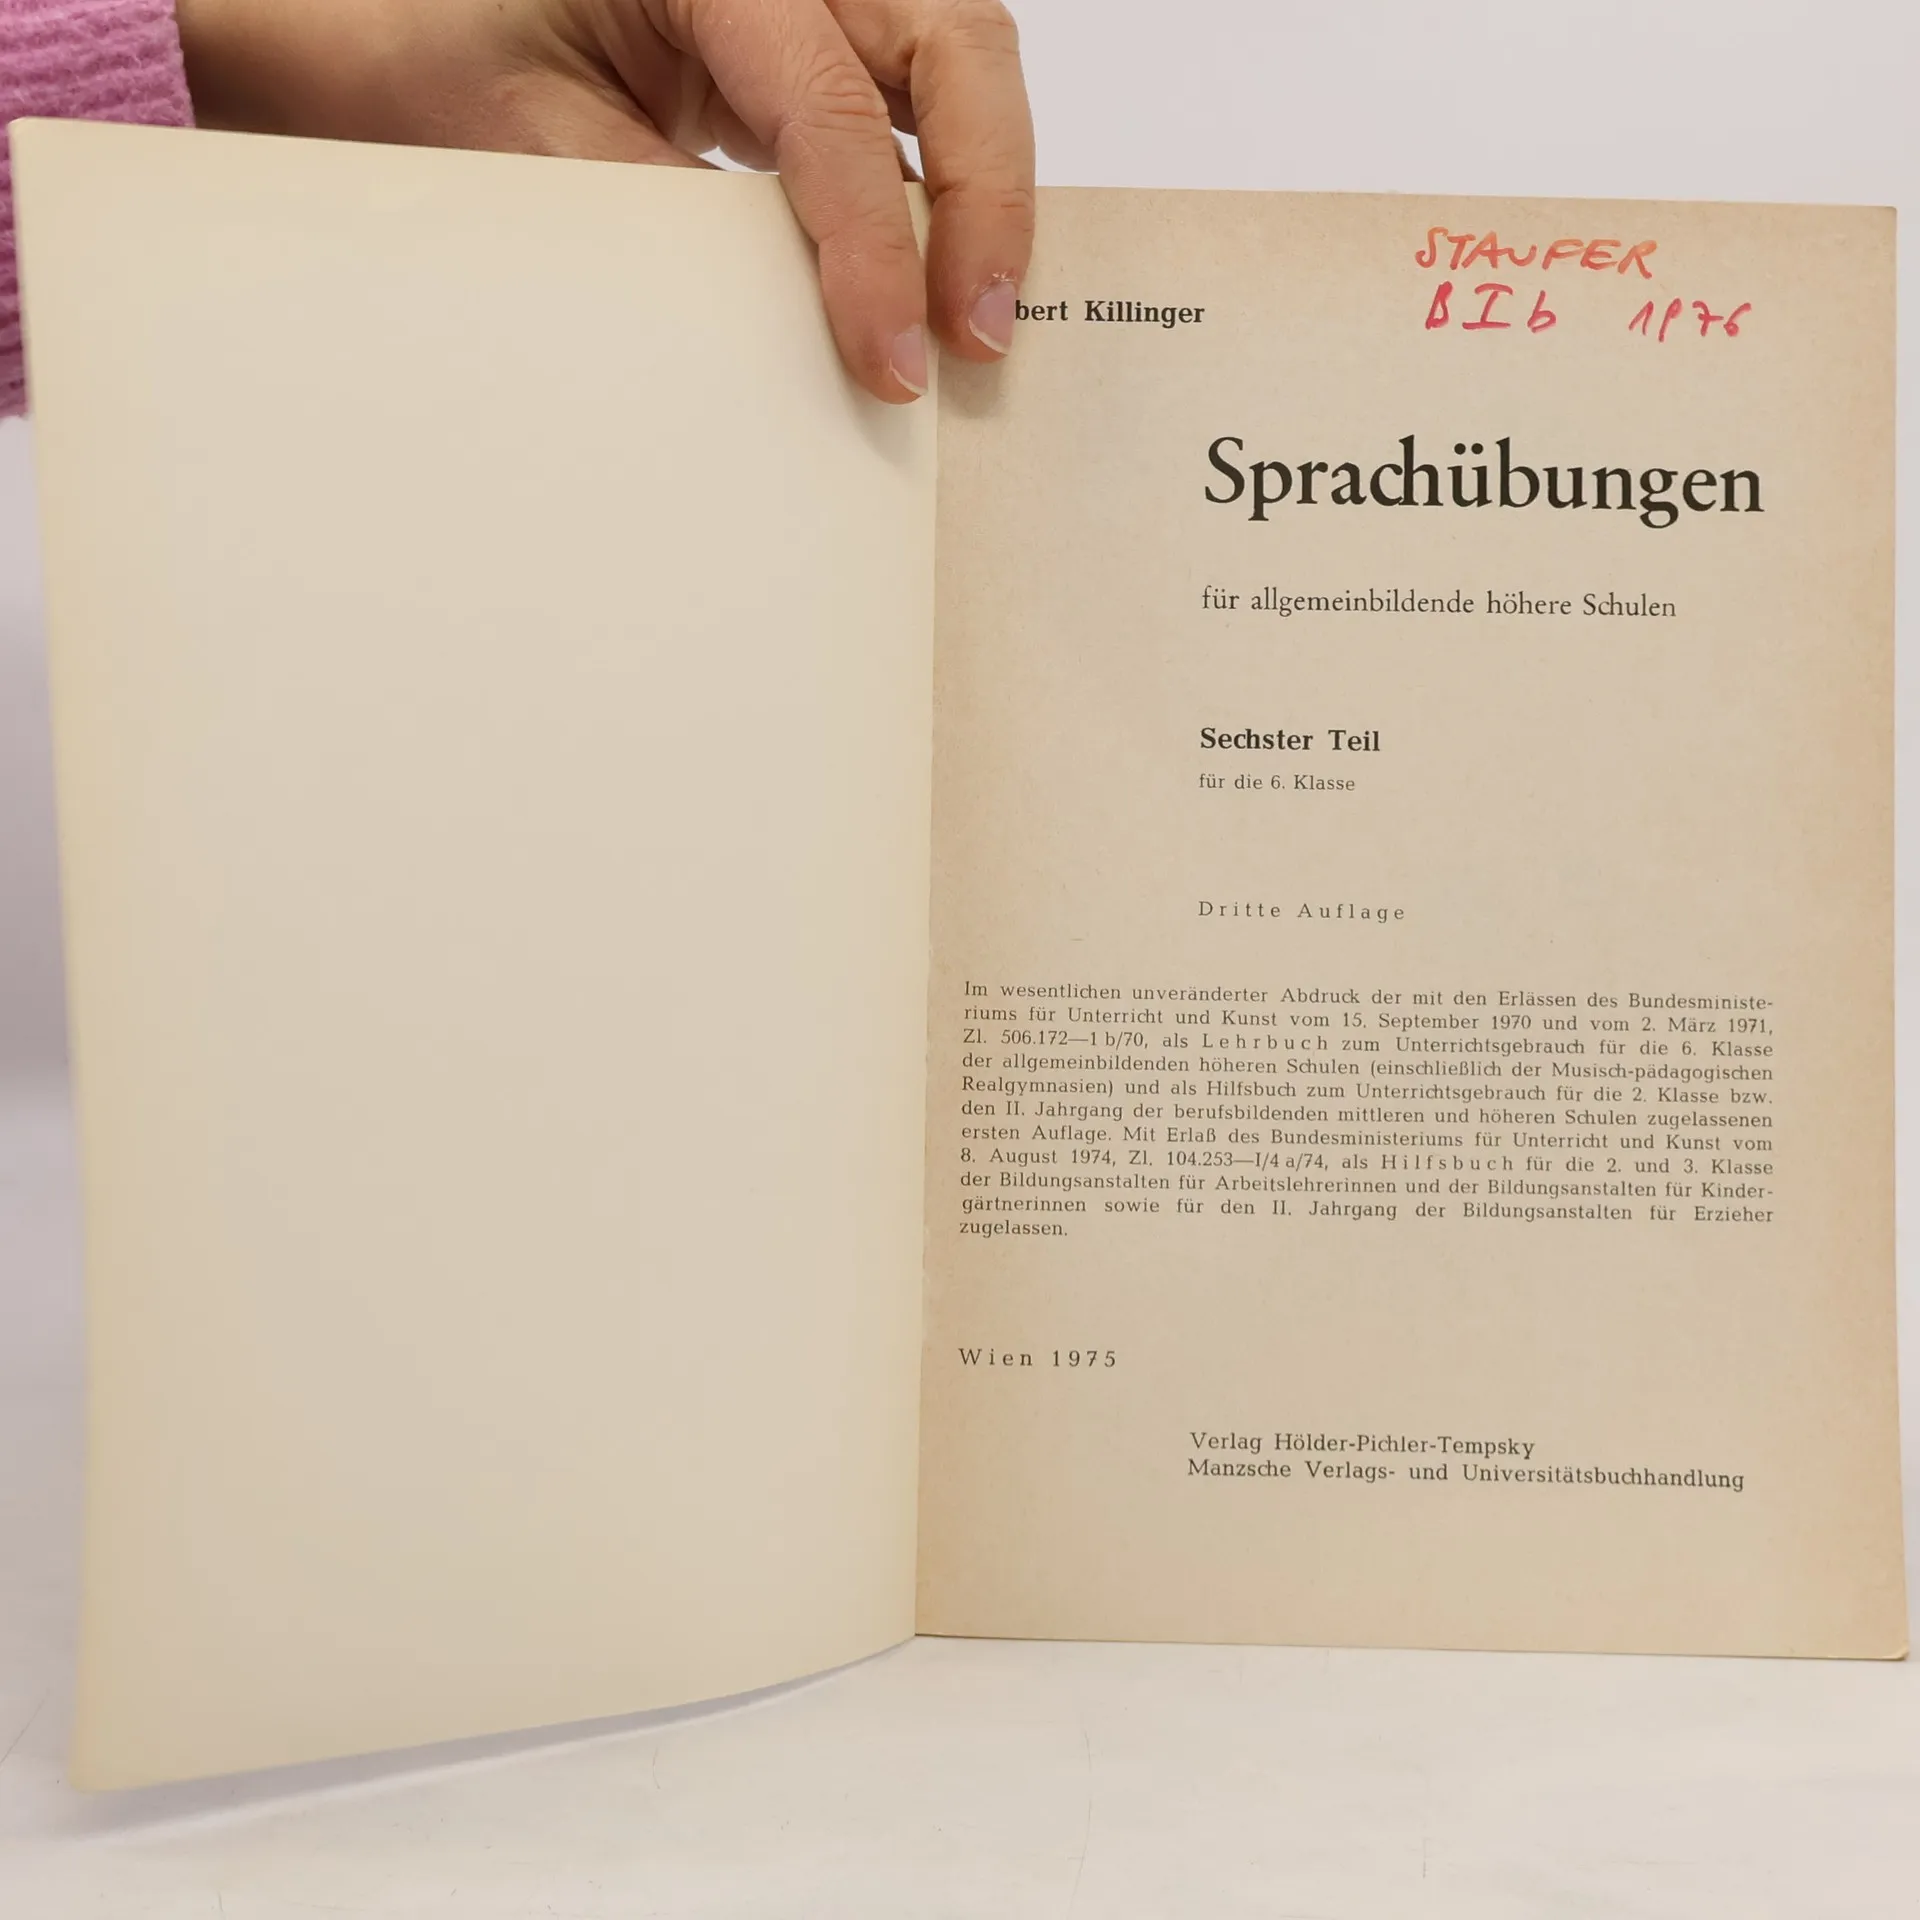 STAUFER
B I b 1976
bert Killinger
Sprachübungen
für allgemeinbildende höhere Schulen
Sechster Teil
für die 6. Klasse
Dritte Auflage
Im wesentlichen unveränderter Abdruck der mit den Erlässen des Bundesministe-
riums für Unterricht und Kunst vom 15. September 1970 und vom 2. März 1971,
Zl. 506.172—1 b/70, als Lehrbuch zum Unterrichtsgebrauch für die 6. Klasse
der allgemeinbildenden höheren Schulen (einschließlich der Musisch-pädagogischen
Realgymnasien) und als Hilfsbuch zum Unterrichtsgebrauch für die 2. Klasse bzw.
den II. Jahrgang der berufsbildenden mittleren und höheren Schulen zugelassenen
ersten Auflage. Mit Erlaß des Bundesministeriums für Unterricht und Kunst vom
8. August 1974, Zl. 104.253—I/4 a/74, als Hilfsbuch für die 2. und 3. Klasse
der Bildungsanstalten für Arbeitslehrerinnen und der Bildungsanstalten für Kinder-
gärtnerinnen sowie für den II. Jahrgang der Bildungsanstalten für Erzieher
zugelassen.
Wien 1975
Verlag Hölder-Pichler-Tempsky
Manzsche Verlags- und Universitätsbuchhandlung